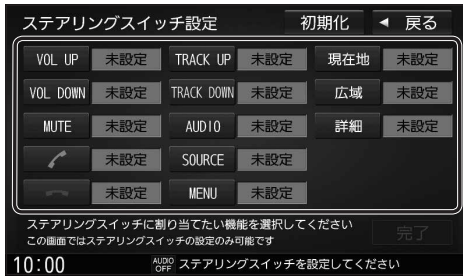 ステアリングスイッチ設定 初期化 ◀ 戻る
VOL UP 未設定 TRACK UP 未設定 現在地 未設定
VOL DOWN 未設定 TRACK DOWN 未設定 広域 未設定
MUTE 未設定 AUDIO 未設定 詳細 未設定
未設定 SOURCE 未設定
未設定 MENU 未設定
ステアリングスイッチに割り当てたい機能を選択してください
この画面ではステアリングスイッチの設定のみ可能です 完了
10:00 AUDIO OFF ステアリングスイッチを設定してください